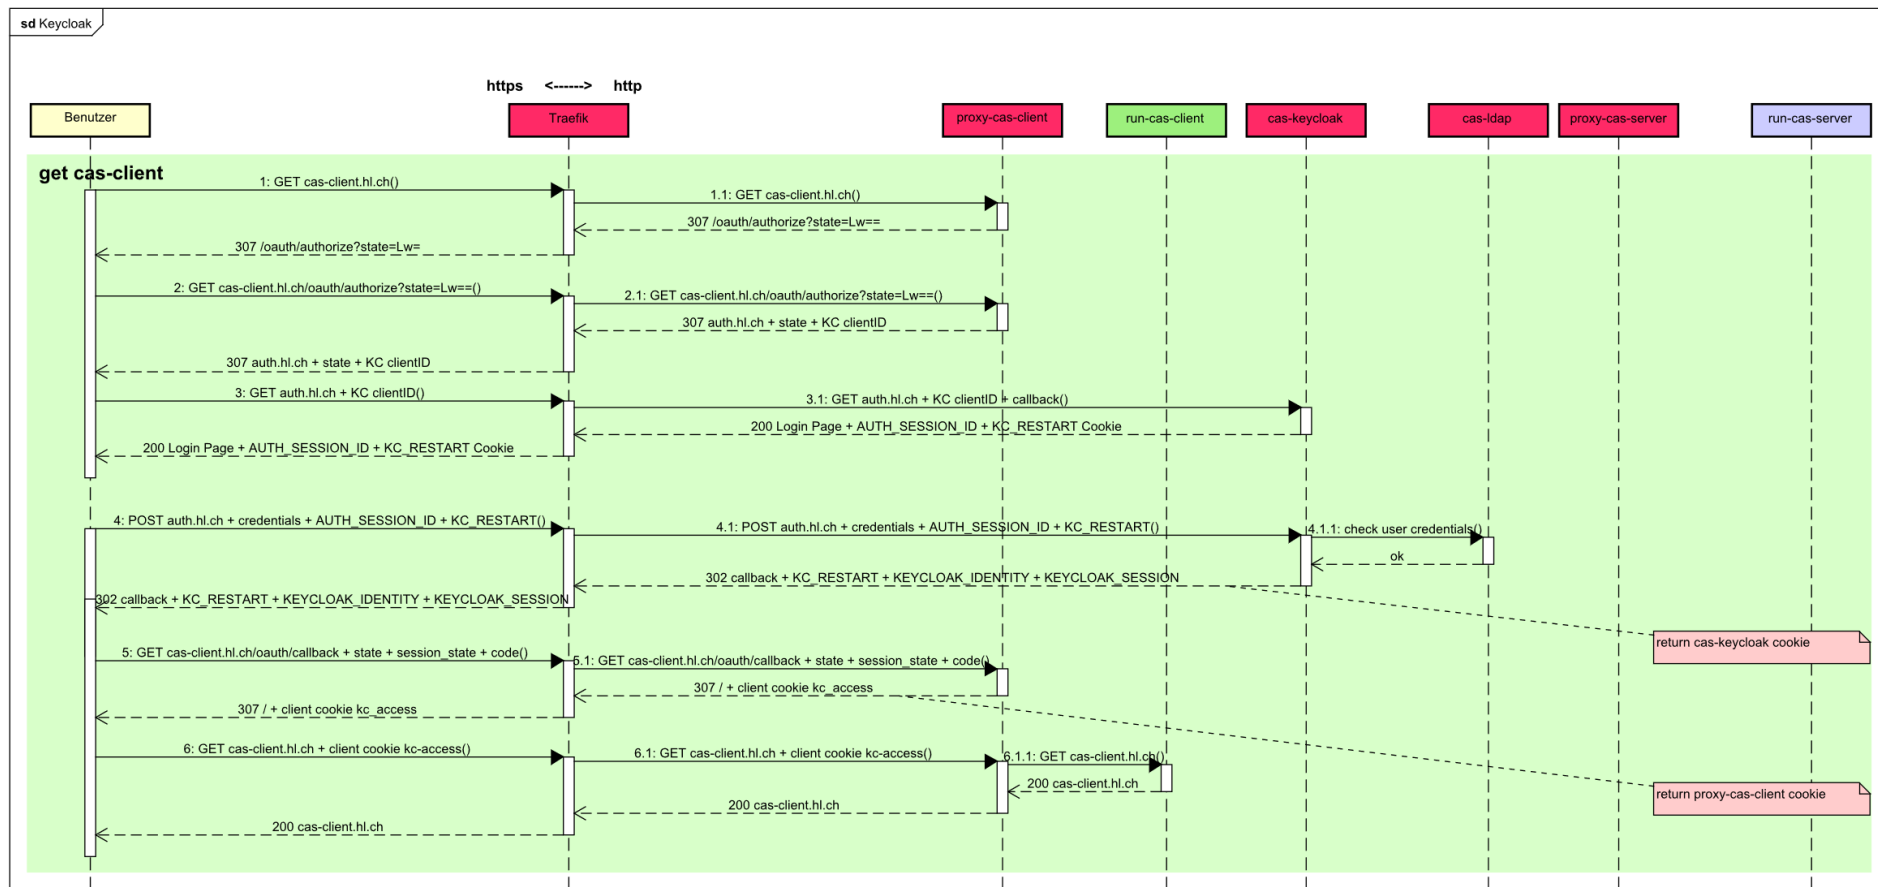 sd Keycloak
https <------> http
Benutzer
Traefik
proxy-cas-client
run-cas-client
cas-keycloak
cas-ldap
proxy-cas-server
run-cas-server
get cas-client
1: GET cas-client.hl.ch()
1.1: GET cas-client.hl.ch()
307 /oauth/authorize?state=Lw==
307 /oauth/authorize?state=Lw=
2: GET cas-client.hl.ch/oauth/authorize?state=Lw==()
2.1: GET cas-client.hl.ch/oauth/authorize?state=Lw==()
307 auth.hl.ch + state + KC clientID
307 auth.hl.ch + state + KC clientID
3: GET auth.hl.ch + KC clientID()
3.1: GET auth.hl.ch + KC clientID + callback()
200 Login Page + AUTH_SESSION_ID + KC_RESTART Cookie
200 Login Page + AUTH_SESSION_ID + KC_RESTART Cookie
4: POST auth.hl.ch + credentials + AUTH_SESSION_ID + KC_RESTART()
4.1: POST auth.hl.ch + credentials + AUTH_SESSION_ID + KC_RESTART()
4.1.1: check user credentials()
ok
302 callback + KC_RESTART + KEYCLOAK_IDENTITY + KEYCLOAK_SESSION
302 callback + KC_RESTART + KEYCLOAK_IDENTITY + KEYCLOAK_SESSION
return cas-keycloak cookie
5: GET cas-client.hl.ch/oauth/callback + state + session_state + code()
5.1: GET cas-client.hl.ch/oauth/callback + state + session_state + code()
307 / + client cookie kc_access
307 / + client cookie kc_access
6: GET cas-client.hl.ch + client cookie kc-access()
6.1: GET cas-client.hl.ch + client cookie kc-access()
6.1.1: GET cas-client.hl.ch()
200 cas-client.hl.ch
return proxy-cas-client cookie
200 cas-client.hl.ch
200 cas-client.hl.ch